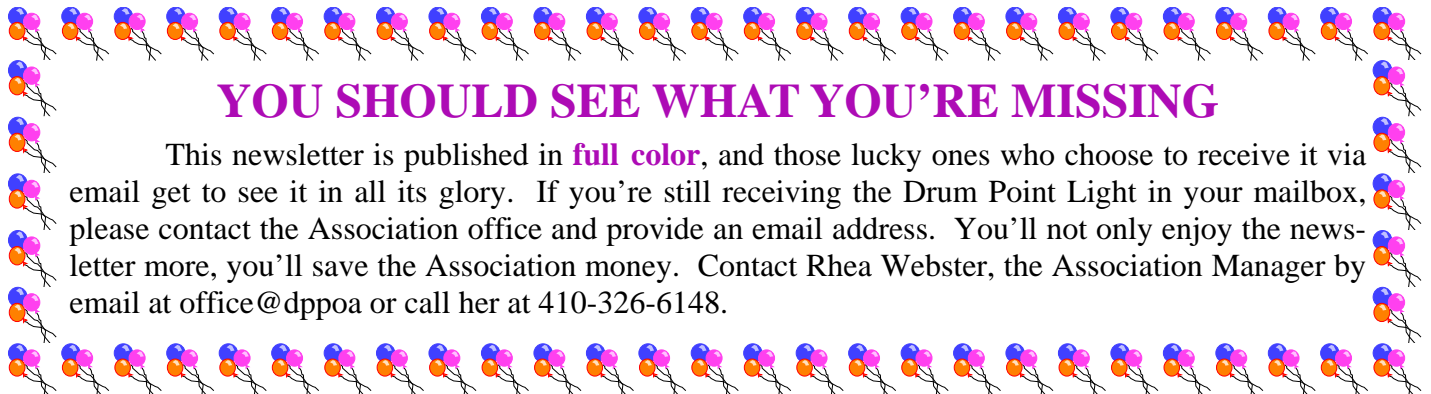 YOU SHOULD SEE WHAT YOU’RE MISSING
This newsletter is published in full color, and those lucky ones who choose to receive it via
email get to see it in all its glory.  If you’re still receiving the Drum Point Light in your mailbox,
please contact the Association office and provide an email address.  You’ll not only enjoy the news-
letter more, you’ll save the Association money.  Contact Rhea Webster, the Association Manager by
email at office@dppoa or call her at 410-326-6148.